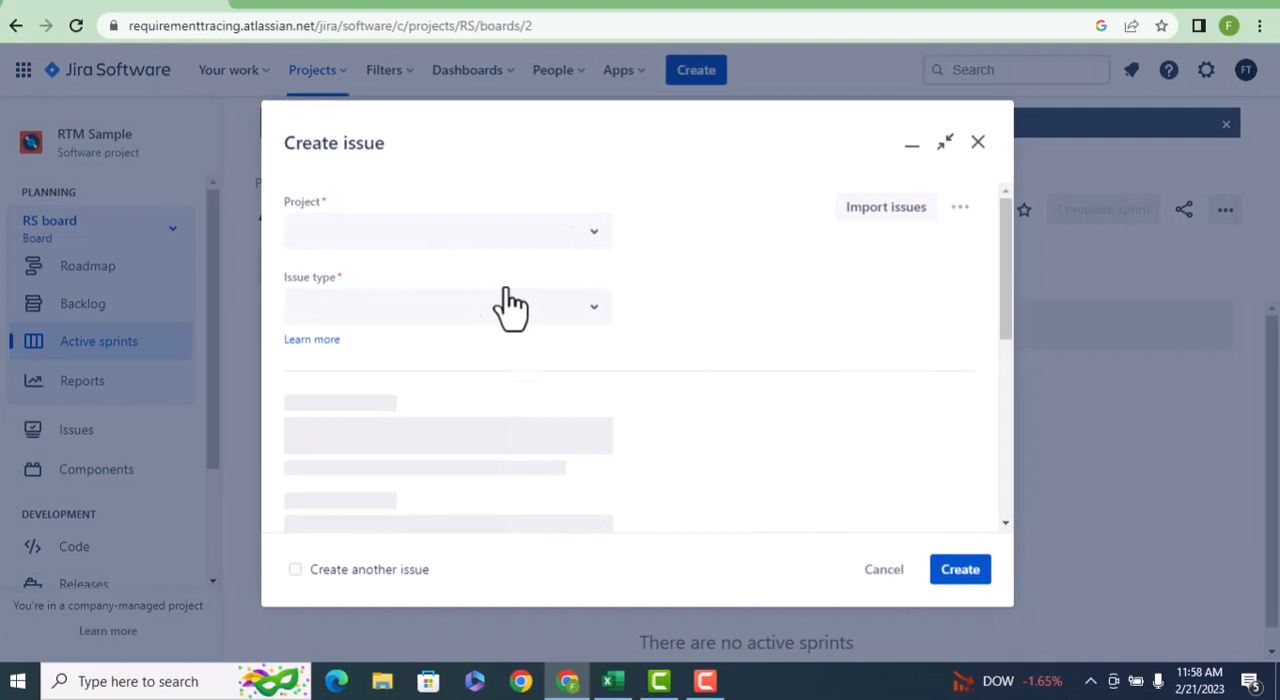 requirementtracing.atlassian.net/jira/software/c/projects/RS/boards/2
F
Jira Software
Your work
Projects
Filters
Dashboards
People
Apps
Create
Search
FT
RTM Sample
Software project
PLANNING
RS board
Board
Roadmap
Backlog
Active sprints
Reports
Issues
Components
DEVELOPMENT
Code
Releases
You're in a company-managed project
Learn more
Create issue
Project*
Import issues
Issue type*
Learn more
Create another issue
Cancel
Create
Complete sprint
There are no active sprints
Type here to search
DOW -1.65%
11:58 AM
2/21/2023
5